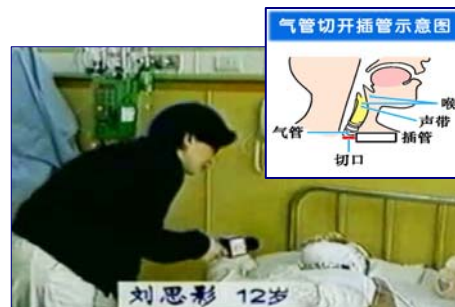 气管切开插管示意图
喉
声带
气管
插管
切口
刘思影 12岁